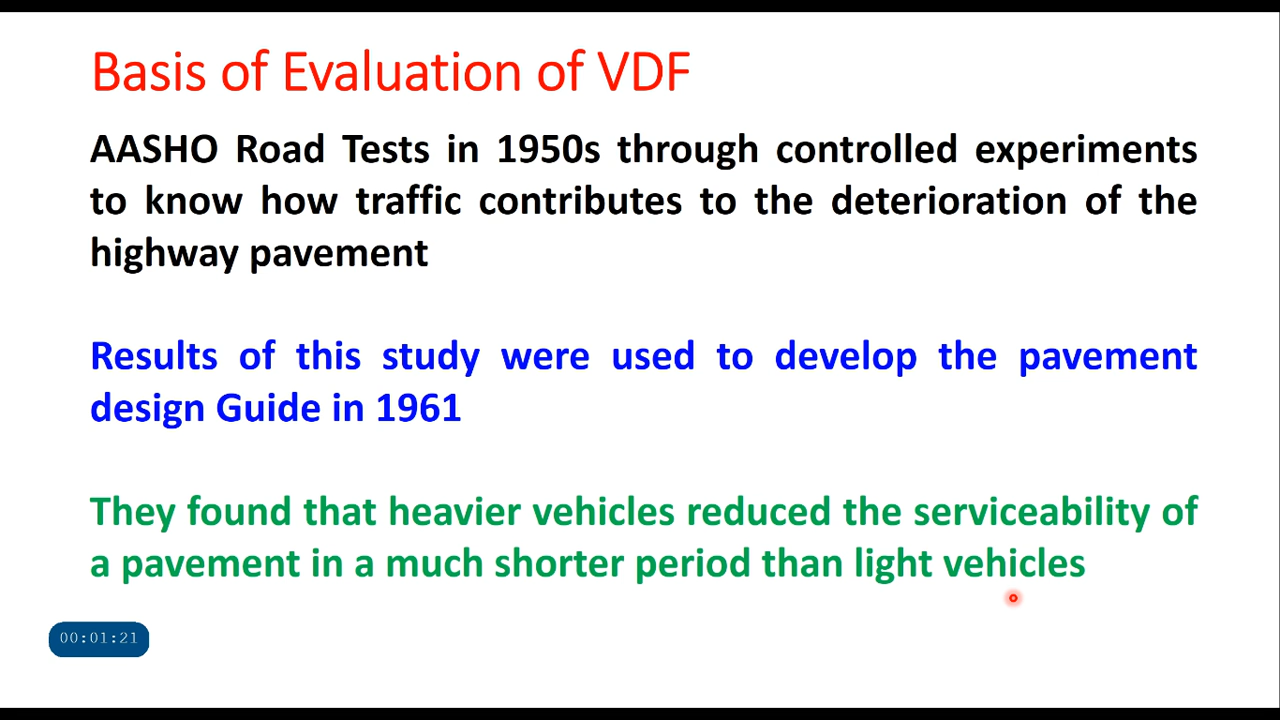 Basis of Evaluation of VDF
AASHO Road Tests in 1950s through controlled experiments
to know how traffic contributes to the deterioration of the
highway pavement
Results of this study were used to develop the pavement
design Guide in 1961
They found that heavier vehicles reduced the serviceability of
a pavement in a much shorter period than light vehicles
00:01:21